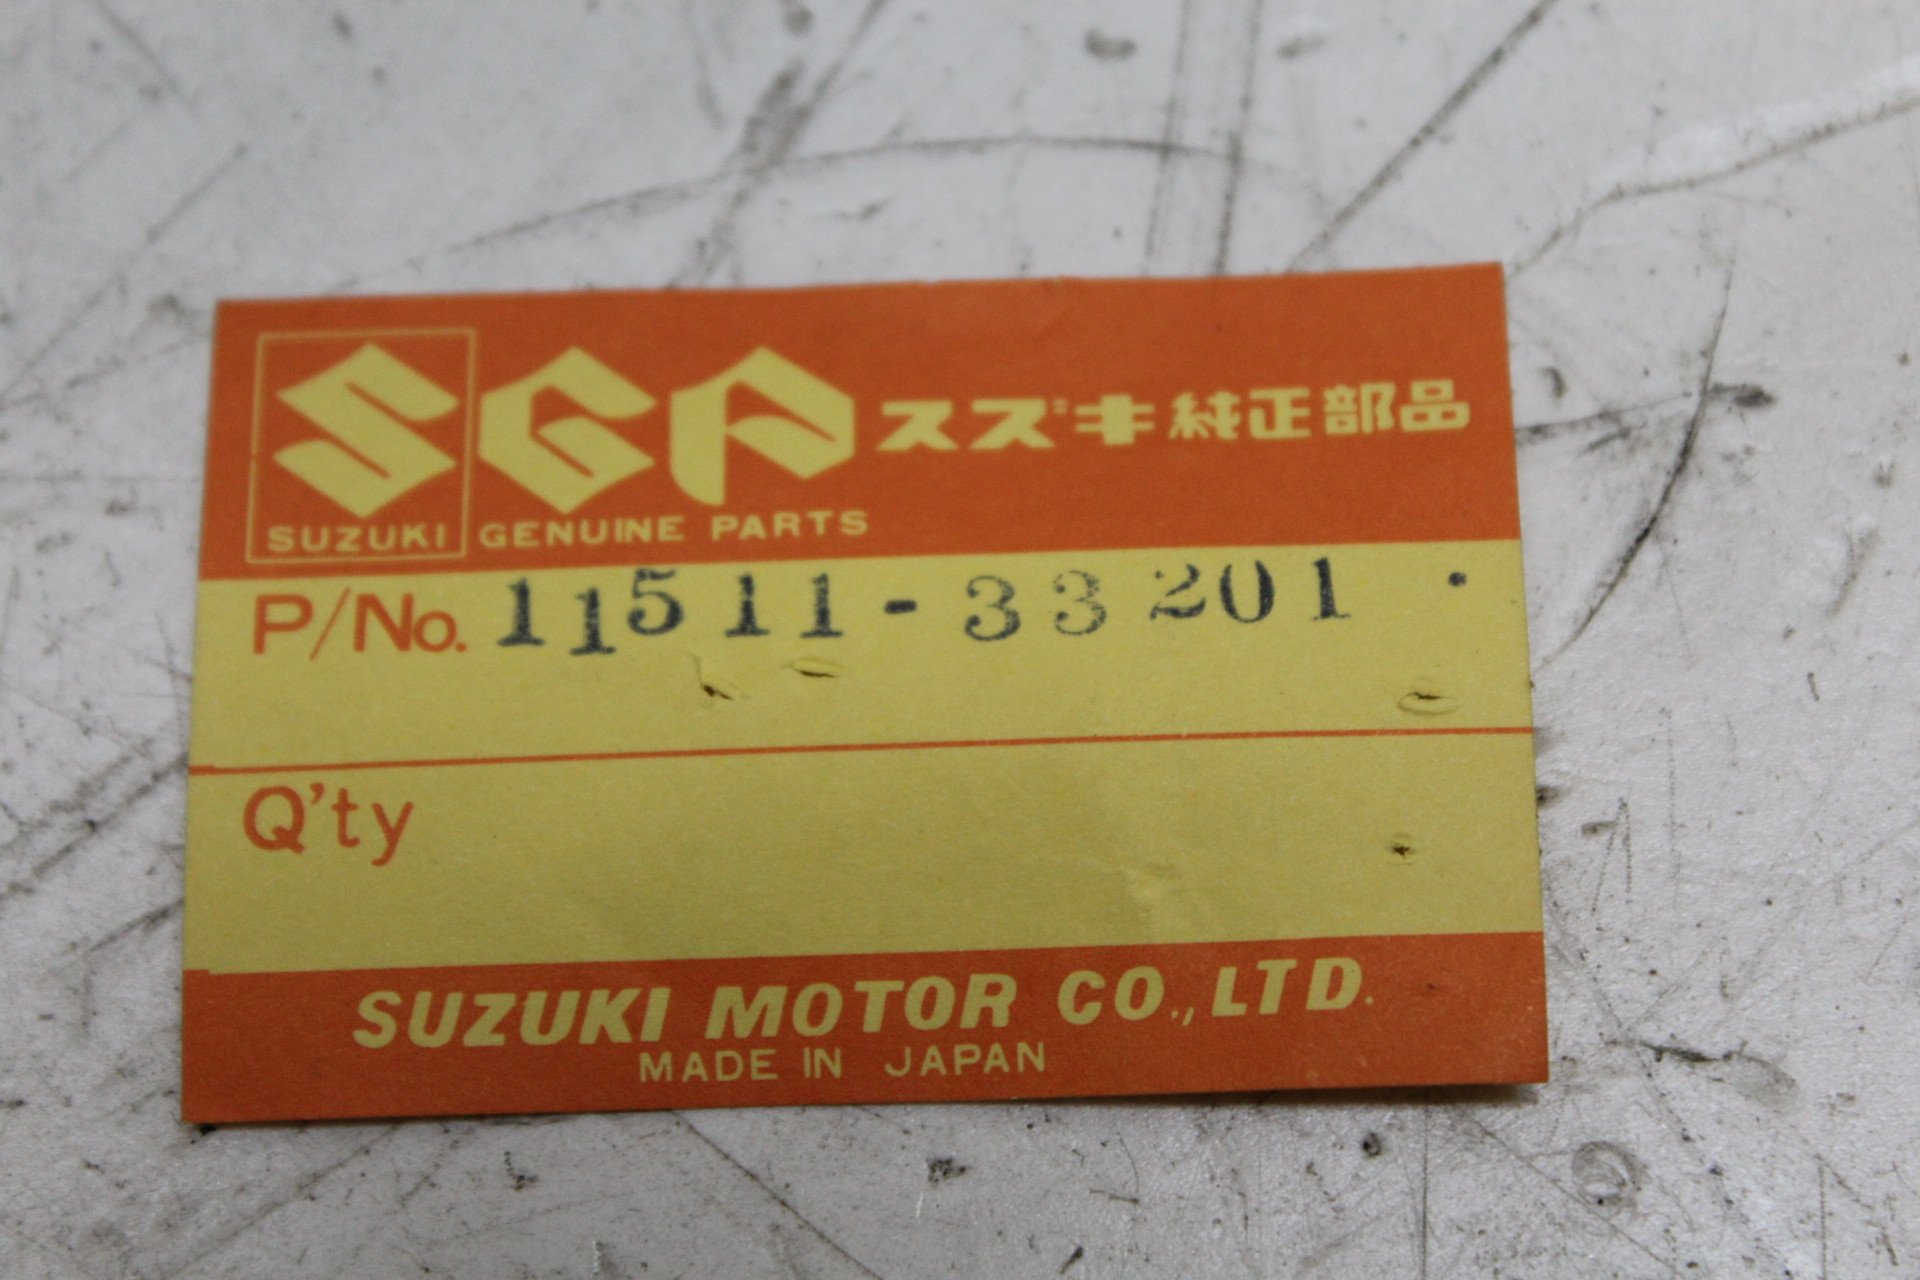 SGP スズキ純正部品
SUZUKI GENUINE PARTS
P/No. 11511-33201
Q'ty
SUZUKI MOTOR CO., LTD.
MADE IN JAPAN